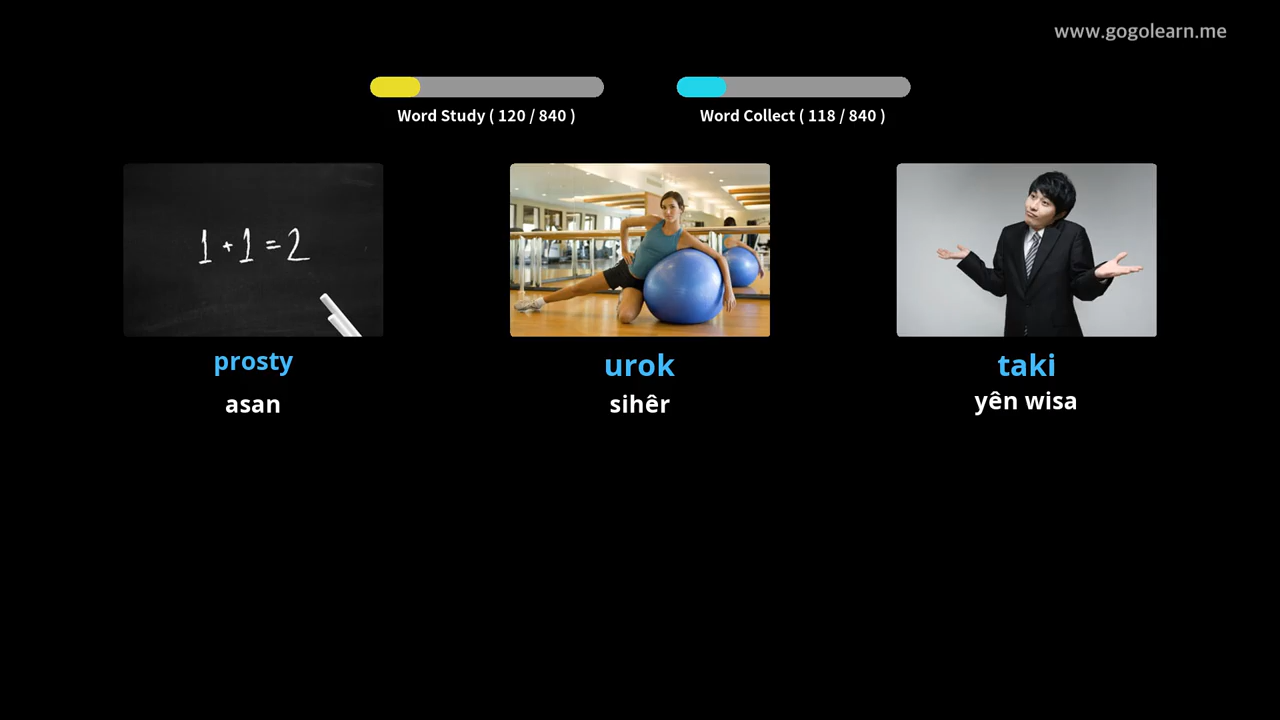 www.gogolearn.me
Word Study ( 120 / 840 )
Word Collect ( 118 / 840 )
1 + 1 = 2
prosty
urok
taki
asan
sihêr
yên wisa